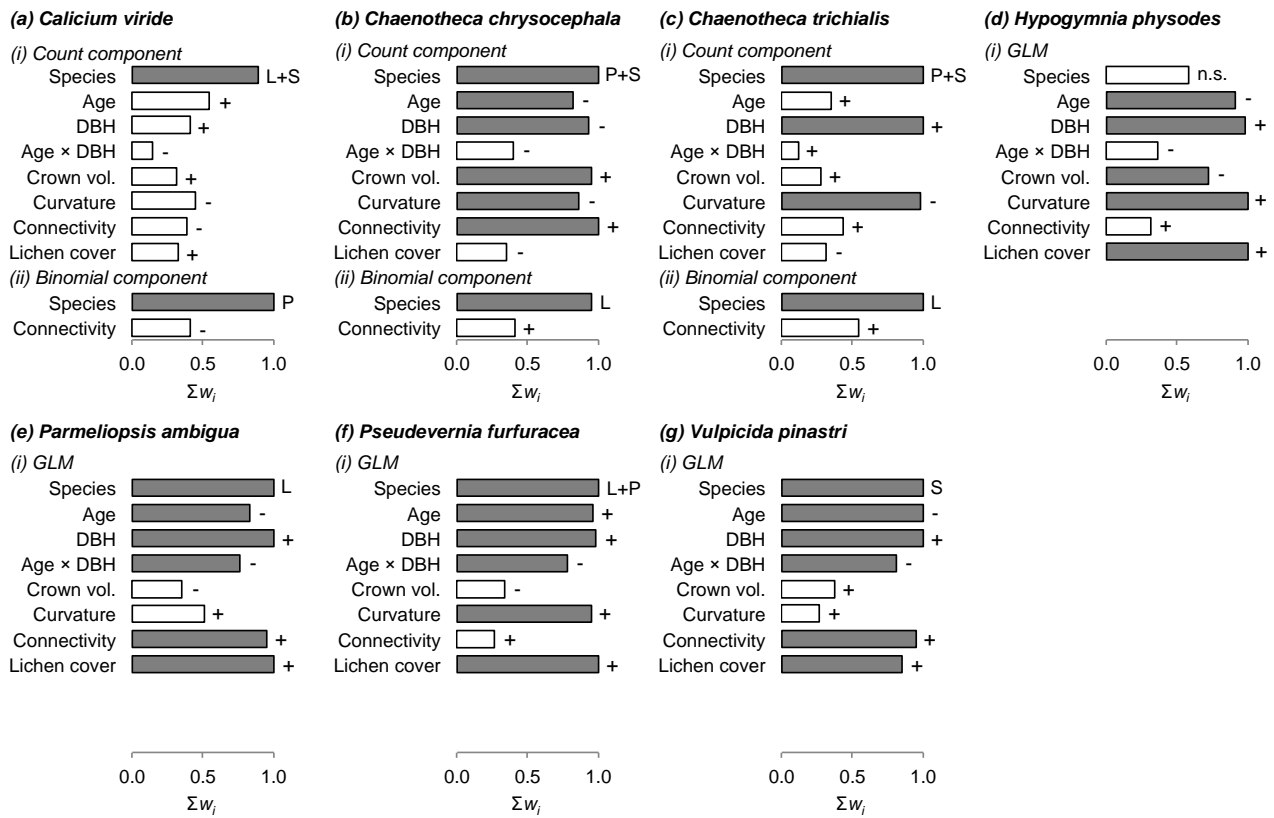 (a) Calicium viride
(i) Count component
Species L+S
Age +
DBH +
Age × DBH -
Crown vol. +
Curvature -
Connectivity -
Lichen cover +
(ii) Binomial component
Species P
Connectivity -
0.0 0.5 1.0
Σwi
(b) Chaenotheca chrysocephala
(i) Count component
Species P+S
Age -
DBH -
Age × DBH -
Crown vol. +
Curvature -
Connectivity +
Lichen cover -
(ii) Binomial component
Species L
Connectivity +
0.0 0.5 1.0
Σwi
(c) Chaenotheca trichialis
(i) Count component
Species P+S
Age +
DBH +
Age × DBH +
Crown vol. +
Curvature -
Connectivity +
Lichen cover -
(ii) Binomial component
Species L
Connectivity +
0.0 0.5 1.0
Σwi
(d) Hypogymnia physodes
(i) GLM
Species n.s.
Age -
DBH +
Age × DBH -
Crown vol. -
Curvature +
Connectivity +
Lichen cover +
0.0 0.5 1.0
Σwi
(e) Parmeliopsis ambigua
(i) GLM
Species L
Age -
DBH +
Age × DBH -
Crown vol. -
Curvature +
Connectivity +
Lichen cover +
0.0 0.5 1.0
Σwi
(f) Pseudevernia furfuracea
(i) GLM
Species L+P
Age +
DBH +
Age × DBH -
Crown vol. -
Curvature +
Connectivity +
Lichen cover +
0.0 0.5 1.0
Σwi
(g) Vulpicida pinastri
(i) GLM
Species S
Age -
DBH +
Age × DBH -
Crown vol. +
Curvature +
Connectivity +
Lichen cover +
0.0 0.5 1.0
Σwi